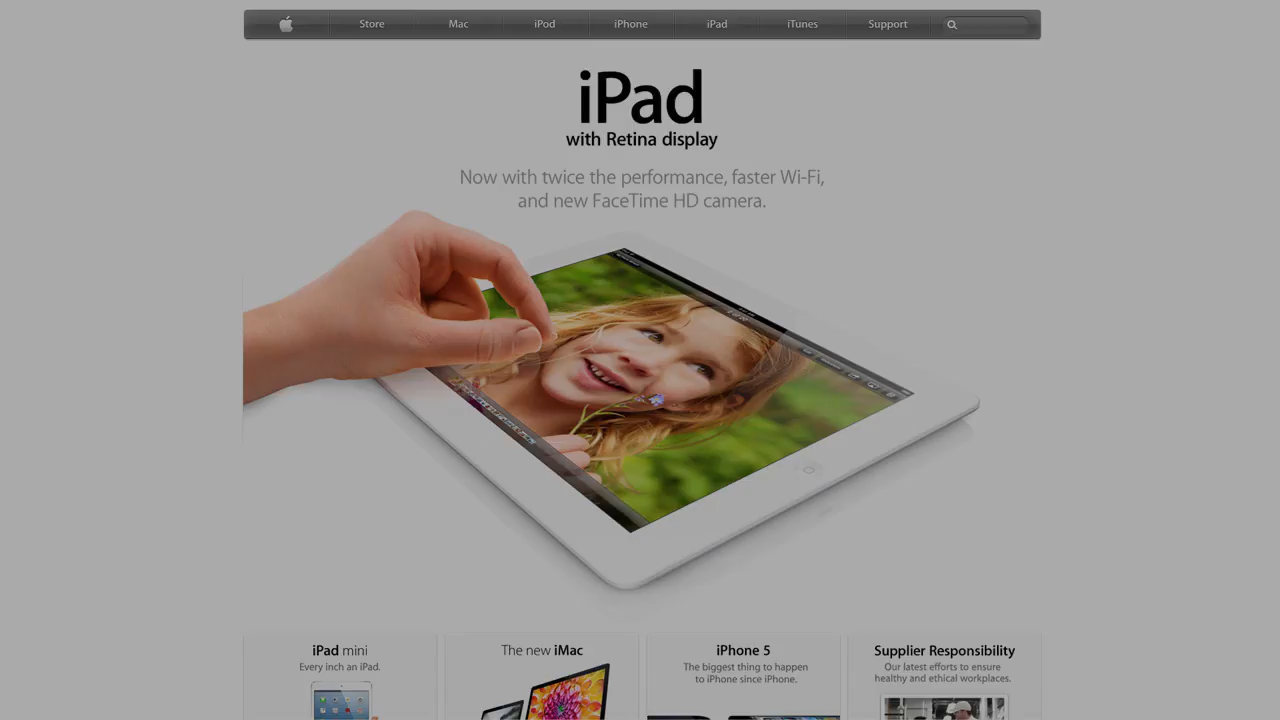 Store Mac iPod iPhone iPad iTunes Support
iPad
with Retina display
Now with twice the performance, faster Wi-Fi,
and new FaceTime HD camera.
iPad mini
Every inch an iPad.
The new iMac
iPhone 5
The biggest thing to happen
to iPhone since iPhone.
Supplier Responsibility
Our latest efforts to ensure
healthy and ethical workplaces.